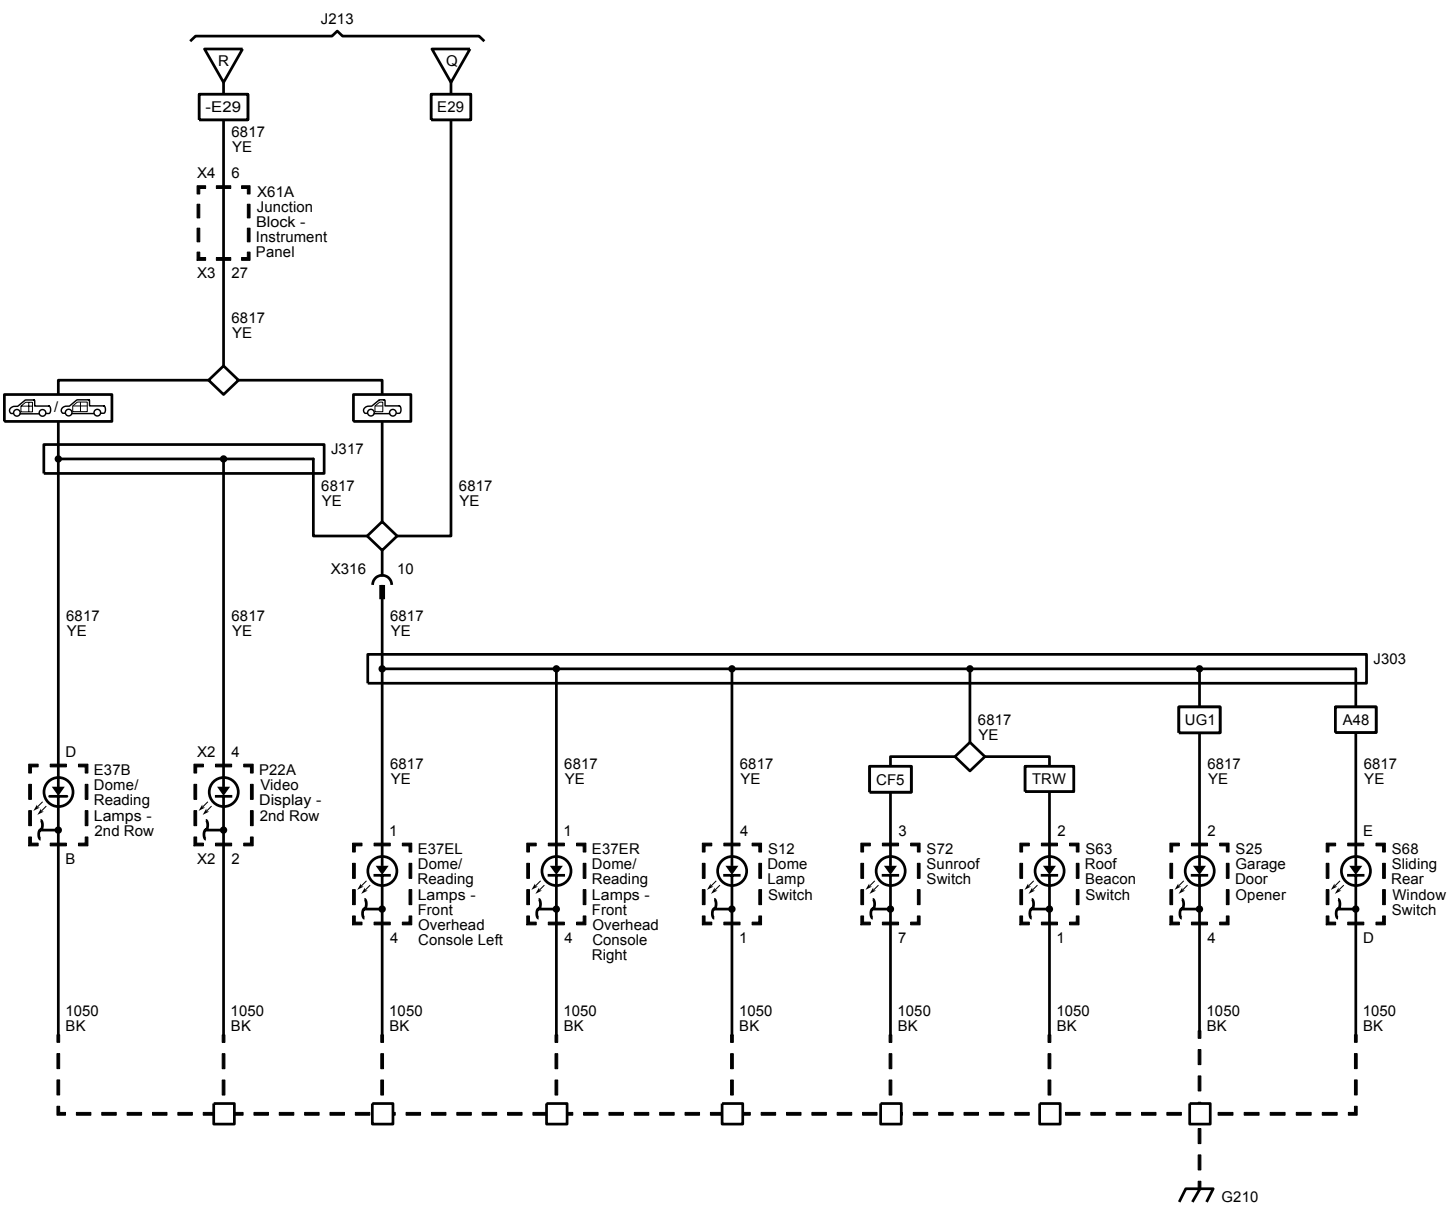 J213
R
Q
-E29
E29
6817
YE
X4 6
X61A
Junction
Block -
Instrument
Panel
X3 27
6817
YE
/
J317
6817
YE
6817
YE
X316 10
6817
YE
6817
YE
6817
YE
J303
6817
YE
UG1
A48
CF5
TRW
6817
YE
6817
YE
6817
YE
6817
YE
6817
YE
D
X2 4
E37B
Dome/
Reading
Lamps -
2nd Row
P22A
Video
Display -
2nd Row
B
X2 2
1
1
4
3
2
2
E
E37EL
Dome/
Reading
Lamps -
Front
Overhead
Console Left
E37ER
Dome/
Reading
Lamps -
Front
Overhead
Console
Right
S12
Dome
Lamp
Switch
S72
Sunroof
Switch
S63
Roof
Beacon
Switch
S25
Garage
Door
Opener
S68
Sliding
Rear
Window
Switch
4
4
1
7
1
4
D
1050
BK
1050
BK
1050
BK
1050
BK
1050
BK
1050
BK
1050
BK
1050
BK
1050
BK
G210